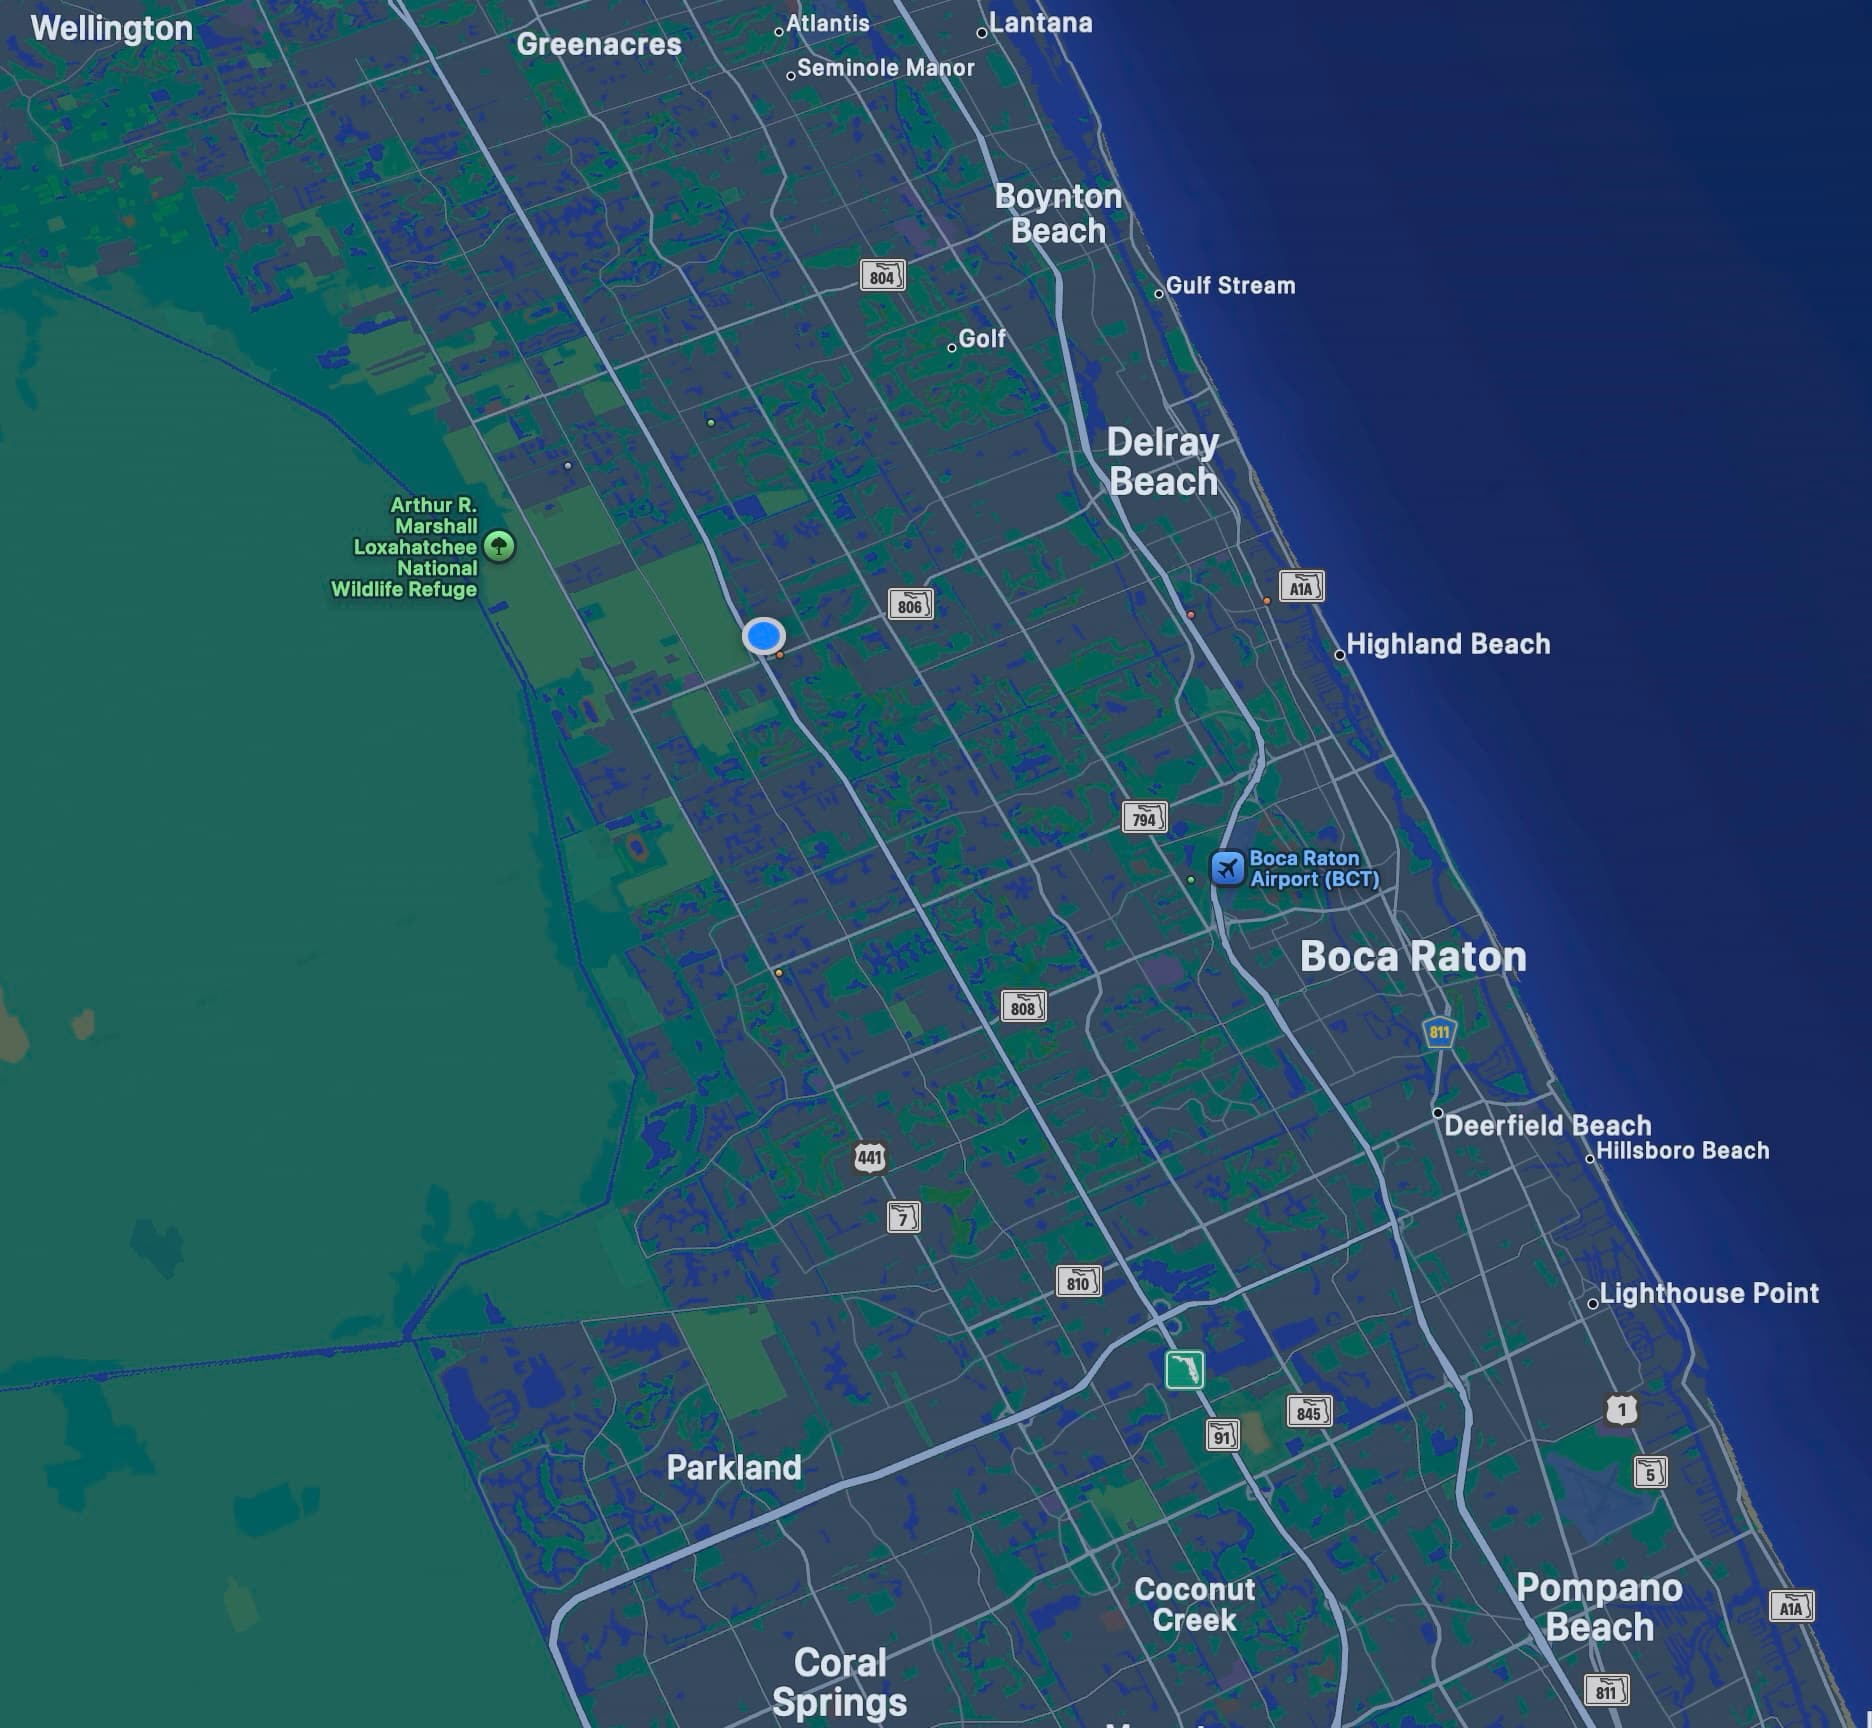 Wellington
Greenacres
Atlantis
Lantana
Seminole Manor
Boynton
Beach
804
Gulf Stream
Golf
Delray
Beach
Arthur R.
Marshall
Loxahatchee
National
Wildlife Refuge
806
A1A
Highland Beach
794
Boca Raton
Airport (BCT)
Boca Raton
808
811
Deerfield Beach
Hillsboro Beach
441
7
810
Lighthouse Point
845
91
1
5
Parkland
Coconut
Creek
Pompano
Beach
A1A
Coral
Springs
811